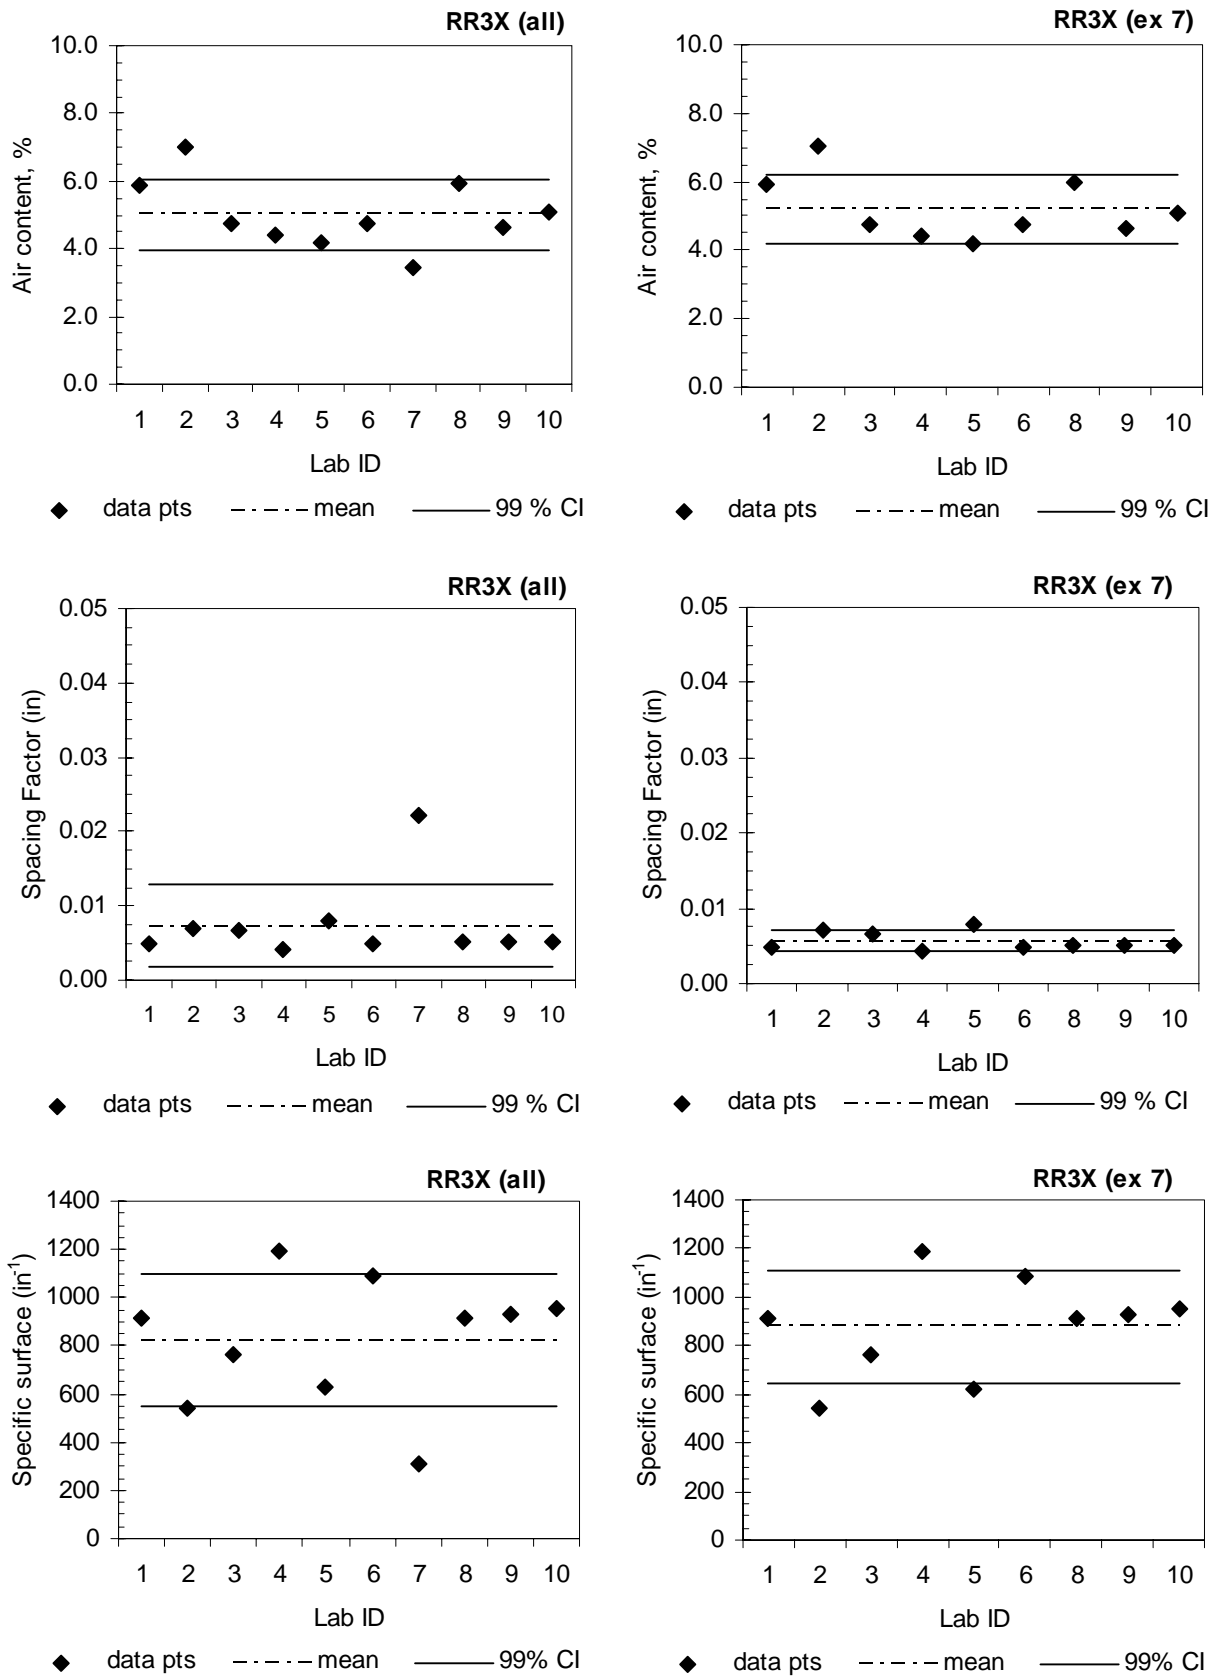 RR3X (all)
10.0
8.0
6.0
4.0
2.0
0.0
Air content, %
1 2 3 4 5 6 7 8 9 10
Lab ID
data pts mean 99 % CI
RR3X (ex 7)
10.0
8.0
6.0
4.0
2.0
0.0
Air content, %
1 2 3 4 5 6 8 9 10
Lab ID
data pts mean 99 % CI
RR3X (all)
0.05
0.04
0.03
0.02
0.01
0.00
Spacing Factor (in)
1 2 3 4 5 6 7 8 9 10
Lab ID
data pts mean 99 % CI
RR3X (ex 7)
0.05
0.04
0.03
0.02
0.01
0.00
Spacing Factor (in)
1 2 3 4 5 6 8 9 10
Lab ID
data pts mean 99 % CI
RR3X (all)
1400
1200
1000
800
600
400
200
0
Specific surface (in⁻¹)
1 2 3 4 5 6 7 8 9 10
Lab ID
data pts mean 99% CI
RR3X (ex 7)
1400
1200
1000
800
600
400
200
0
Specific surface (in⁻¹)
1 2 3 4 5 6 8 9 10
Lab ID
data pts mean 99% CI